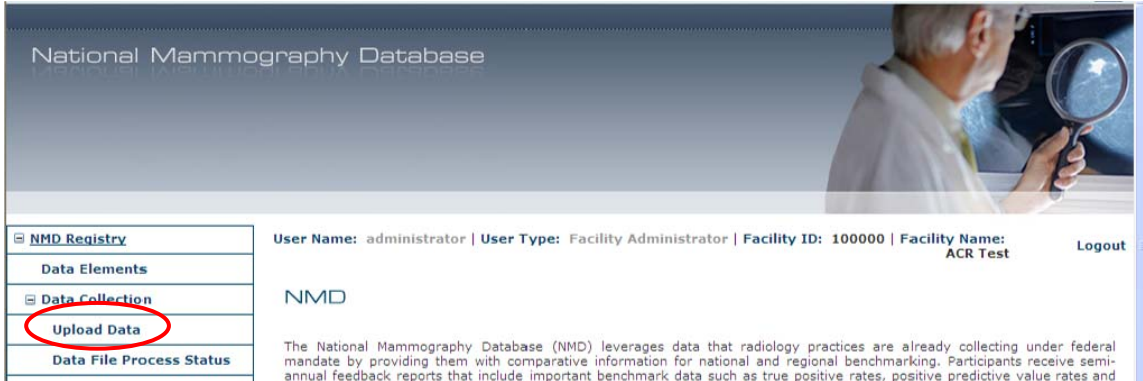 National Mammography Database
NMD Registry
Data Elements
Data Collection
Upload Data
Data File Process Status
User Name: administrator | User Type: Facility Administrator | Facility ID: 100000 | Facility Name:
ACR Test
Logout
NMD
The National Mammography Database (NMD) leverages data that radiology practices are already collecting under federal
mandate by providing them with comparative information for national and regional benchmarking. Participants receive semi-
annual feedback reports that include important benchmark data such as true positive rates, positive predictive value rates and